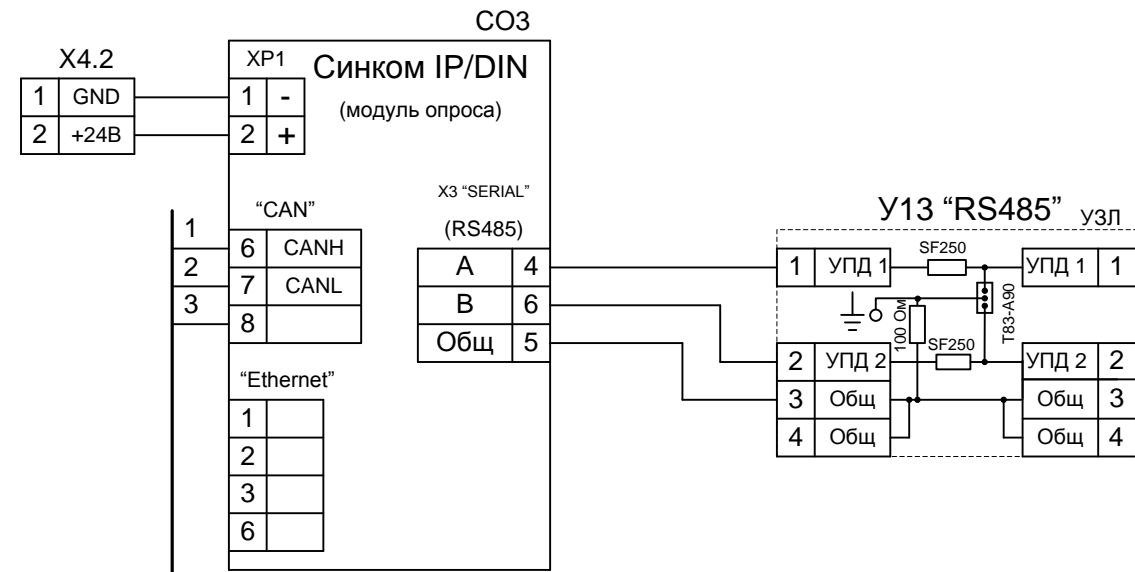 СО3
X4.2
1 GND
2 +24В
XP1
1 -
2 +
Синком IP/DIN
(модуль опроса)
“CAN”
1
2
3
6 CANH
7 CANL
8
X3 “SERIAL”
(RS485)
A 4
B 6
Общ 5
“Ethernet”
1
2
3
6
У13 “RS485”
УЗЛ
1 УПД 1
SF250
УПД 1 1
100 Ом
T83-A90
2 УПД 2
SF250
УПД 2 2
3 Общ
Общ 3
4 Общ
Общ 4